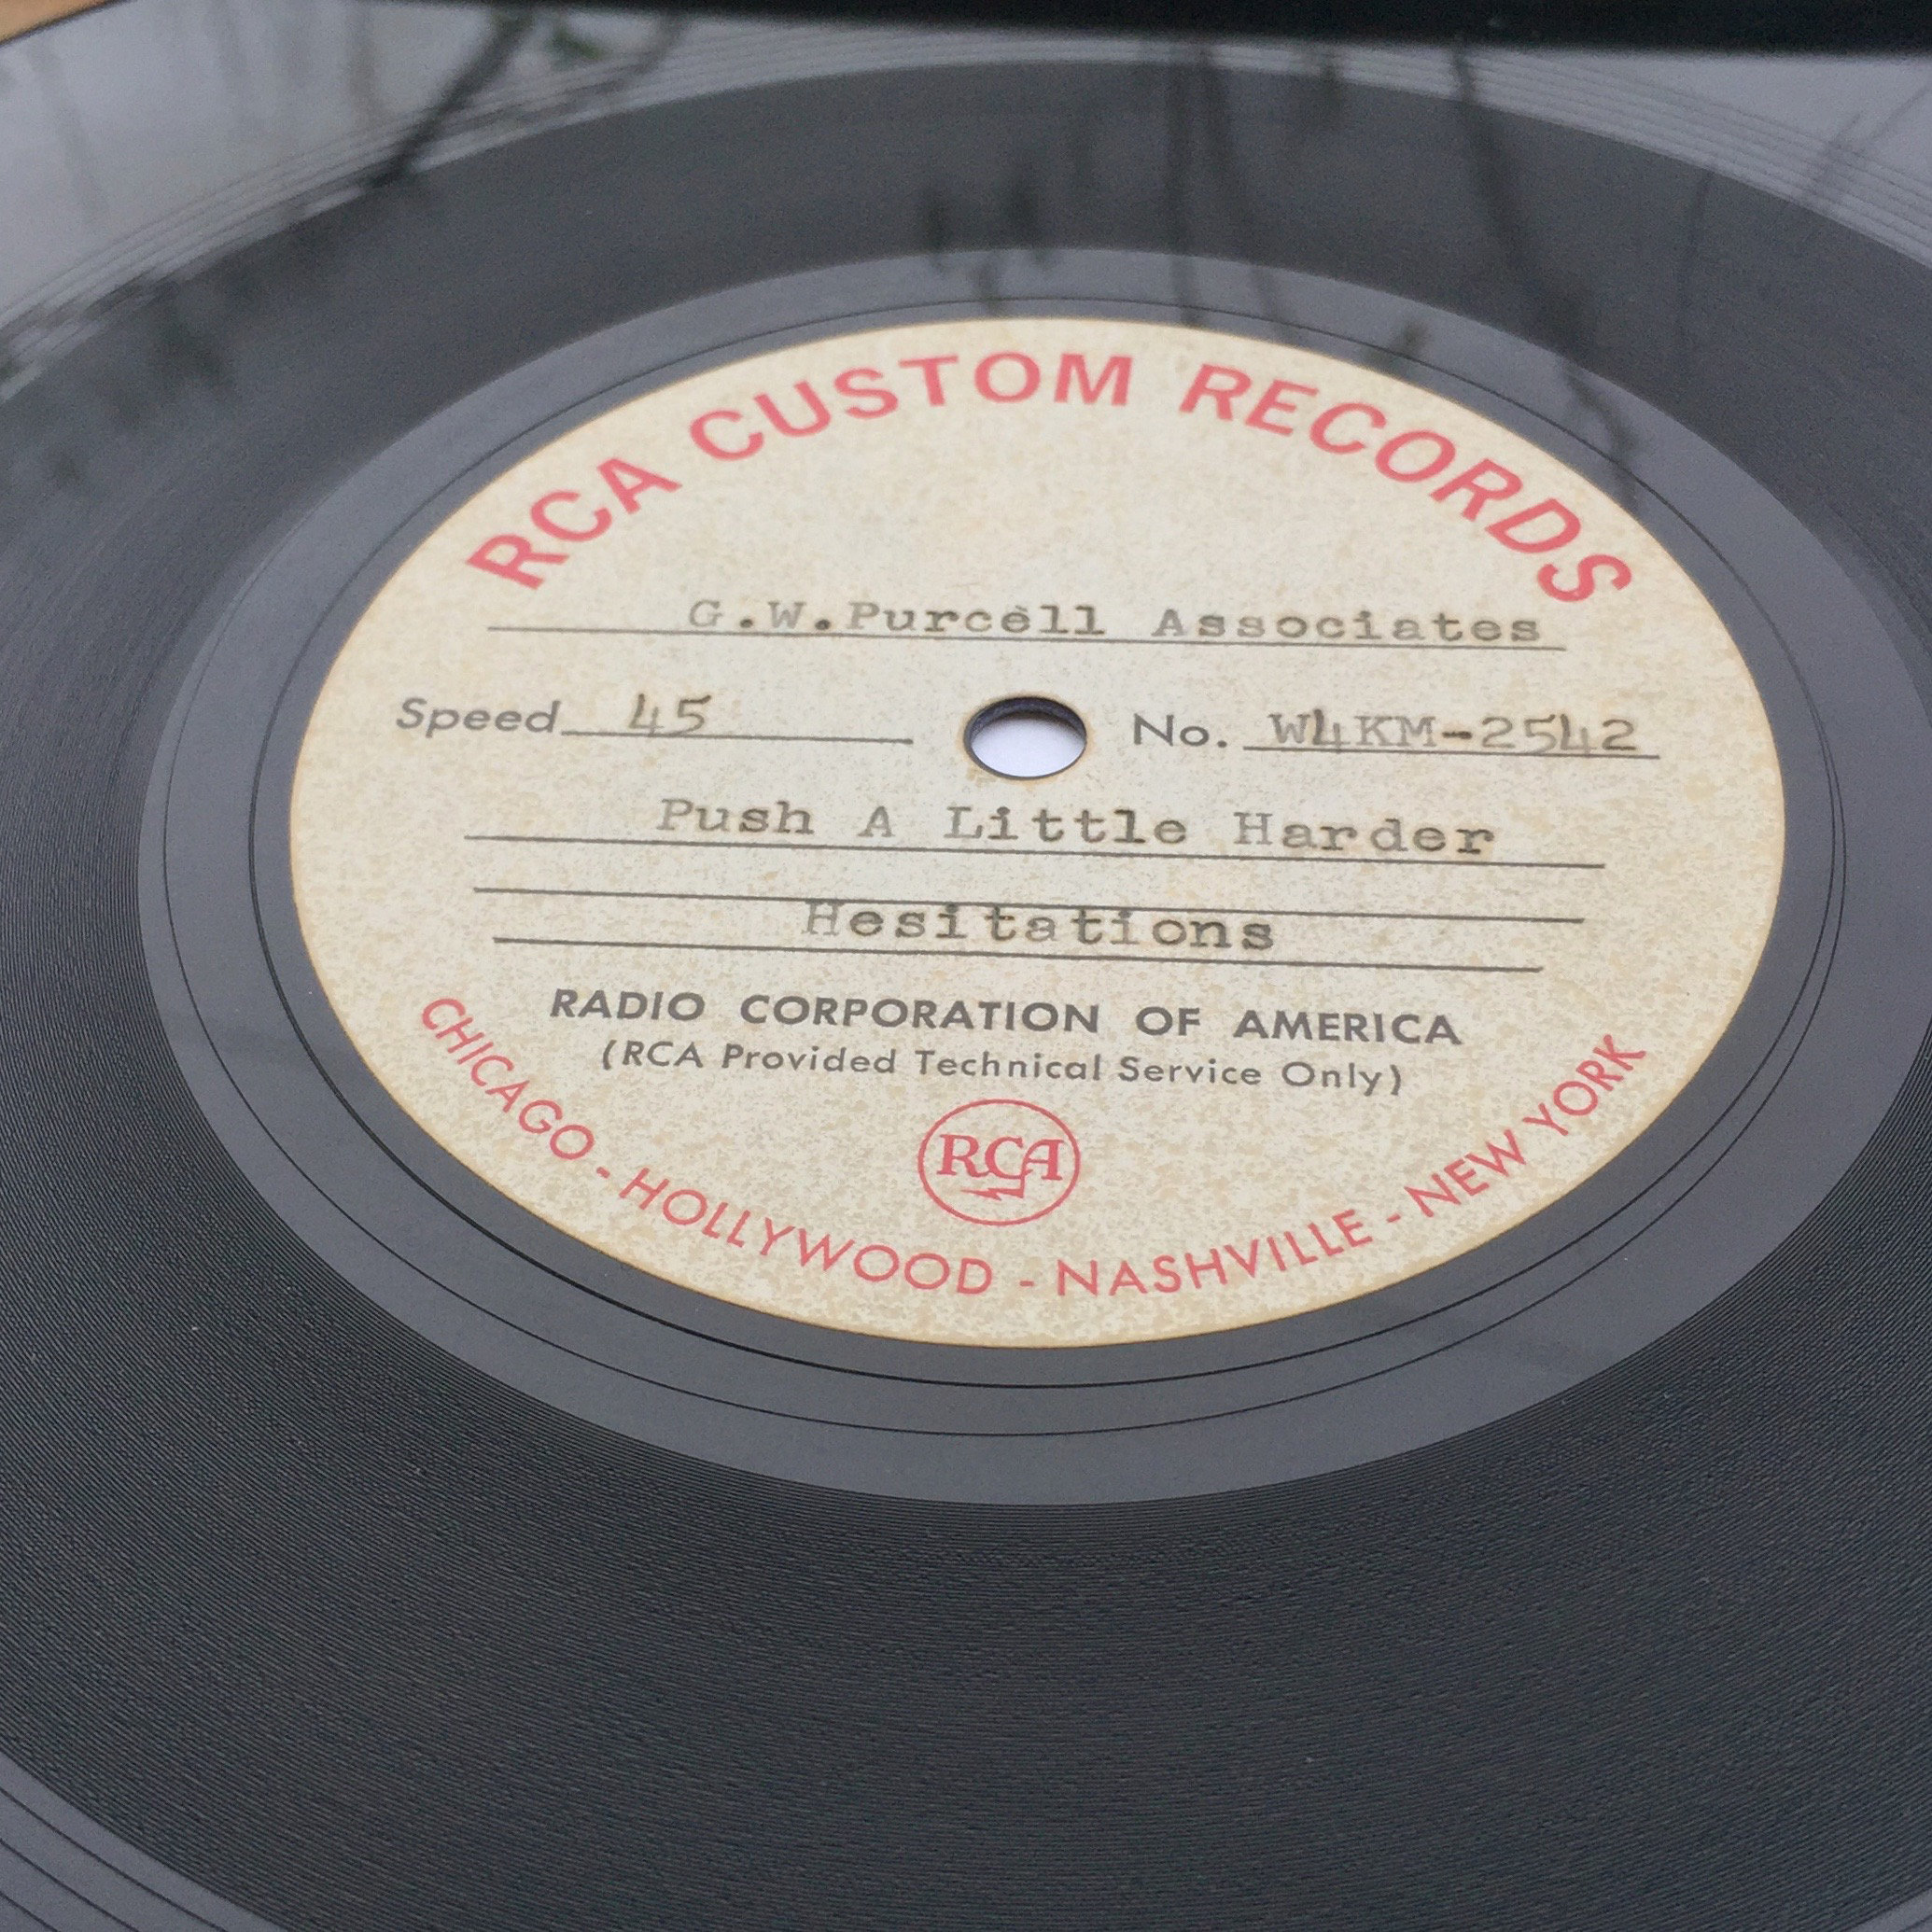 RCA CUSTOM RECORDS
G.W.Purcell Associates
Speed 45 No. W4KM-2542
Push A Little Harder
Hesitations
RADIO CORPORATION OF AMERICA
(RCA Provided Technical Service Only)
RCA
CHICAGO - HOLLYWOOD - NASHVILLE - NEW YORK